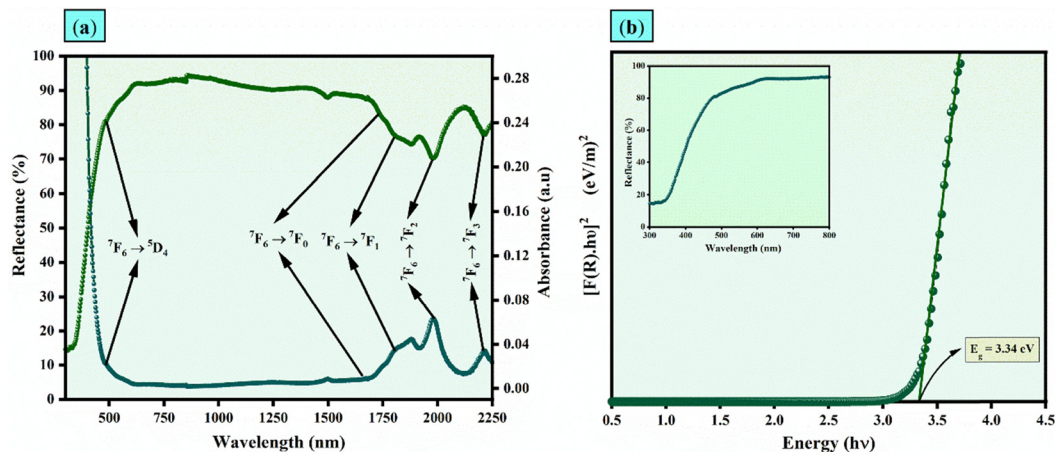 (a)
100
90
80
70
60
50
40
30
20
10
0
Reflectance (%)
0.28
0.24
0.20
0.16
0.12
0.08
0.04
0.00
Absorbance (a.u)
⁷F₆→⁵D₄
⁷F₆→⁷F₀
⁷F₆→⁷F₁
⁷F₆→⁷F₂
⁷F₆→⁷F₃
500 750 1000 1250 1500 1750 2000 2250
Wavelength (nm)
(b)
[F(R).hυ]² (eV/m)²
100
80
60
40
20
0
Reflectance (%)
300 400 500 600 700 800
Wavelength (nm)
E_g = 3.34 eV
0.5 1.0 1.5 2.0 2.5 3.0 3.5 4.0 4.5
Energy (hν)